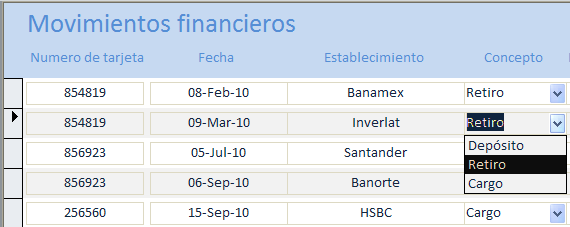 Movimientos financieros
Numero de tarjeta Fecha Establecimiento Concepto
854819 08-Feb-10 Banamex Retiro
854819 09-Mar-10 Inverlat Retiro
Depósito
856923 05-Jul-10 Santander
Retiro
856923 06-Sep-10 Banorte
Cargo
256560 15-Sep-10 HSBC Cargo